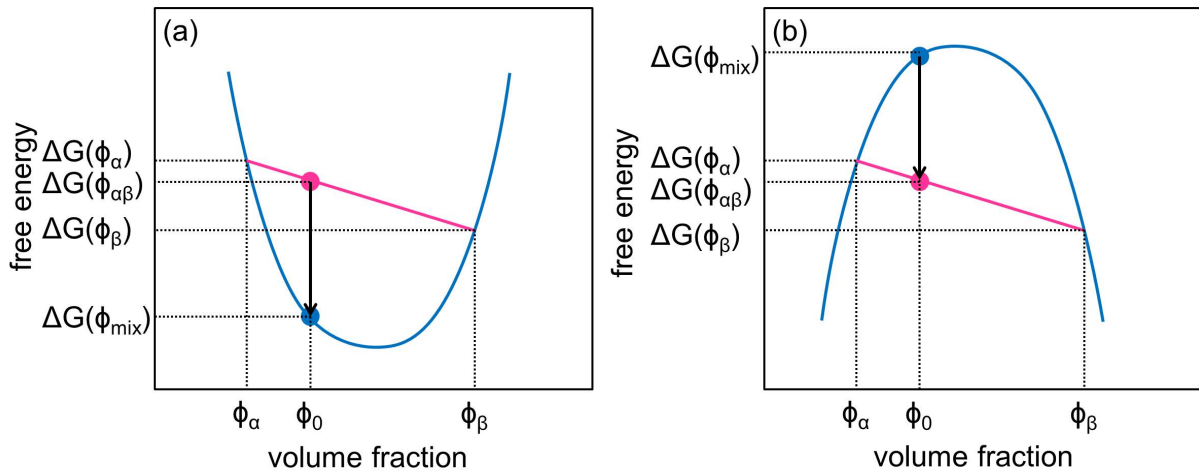 (a)
free energy
ΔG(ϕα)
ΔG(ϕαβ)
ΔG(ϕβ)
ΔG(ϕmix)
ϕα
ϕ0
ϕβ
volume fraction
(b)
free energy
ΔG(ϕmix)
ΔG(ϕα)
ΔG(ϕαβ)
ΔG(ϕβ)
ϕα
ϕ0
ϕβ
volume fraction